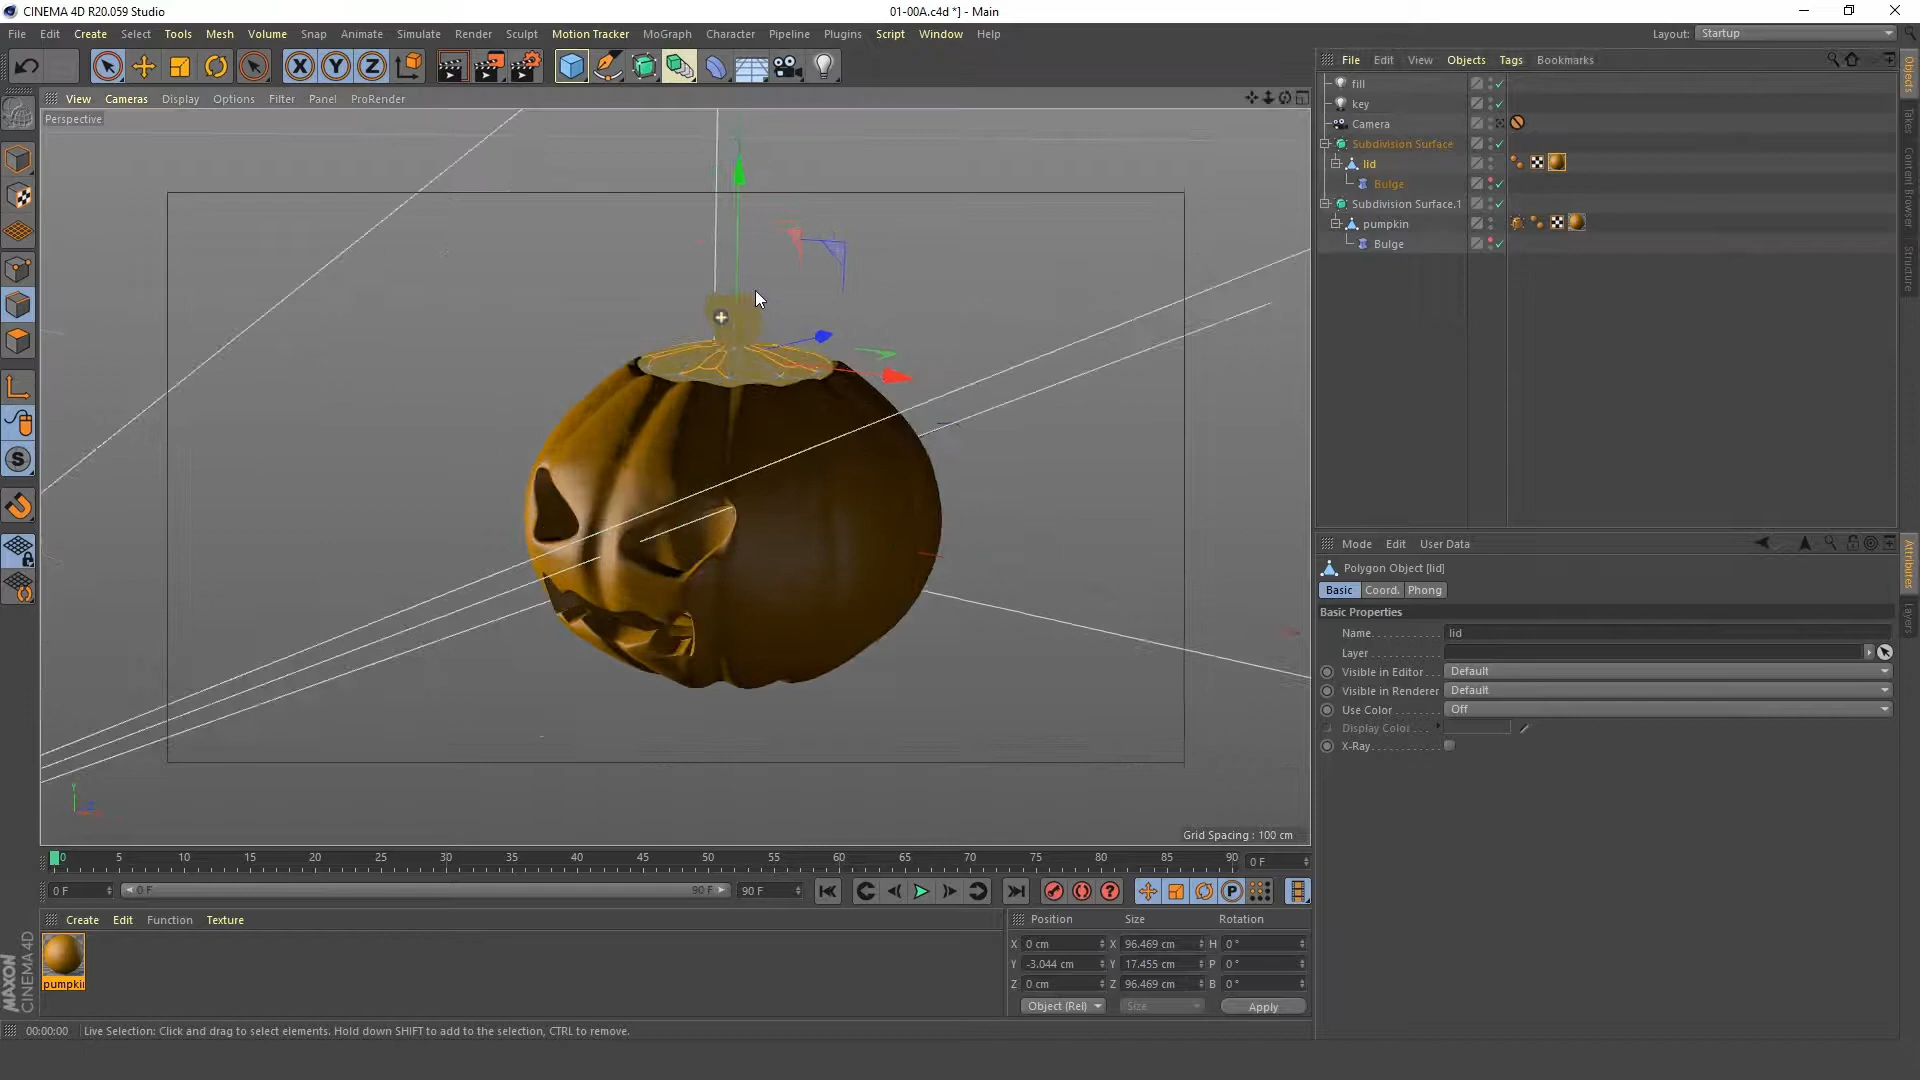 CINEMA 4D R20.059 Studio
01-00A.c4d *] - Main
File Edit Create Select Tools Mesh Volume Snap Animate Simulate Render Sculpt Motion Tracker MoGraph Character Pipeline Plugins Script Window Help
Layout: Startup
File Edit View Objects Tags Bookmarks
View Cameras Display Options Filter Panel ProRender
Perspective
fill
key
Camera
Subdivision Surface
lid
Bulge
Subdivision Surface.1
pumpkin
Bulge
Objects
Takes
Content Browser
Structure
Mode Edit User Data
Polygon Object [lid]
Basic Coord. Phong
Basic Properties
Name lid
Layer
Visible in Editor Default
Visible in Renderer Default
Use Color Off
Display Color
X-Ray
Attributes
Layers
Grid Spacing : 100 cm
0 5 10 15 20 25 30 35 40 45 50 55 60 65 70 75 80 85 90 0 F
0 F 0 F 90 F 90 F
Create Edit Function Texture
pumpkin
Position Size Rotation
X 0 cm X 96.469 cm H 0 °
Y -3.044 cm Y 17.455 cm P 0 °
Z 0 cm Z 96.469 cm B 0 °
Object (Rel) Size Apply
MAXON
CINEMA 4D
00:00:00 Live Selection: Click and drag to select elements. Hold down SHIFT to add to the selection, CTRL to remove.